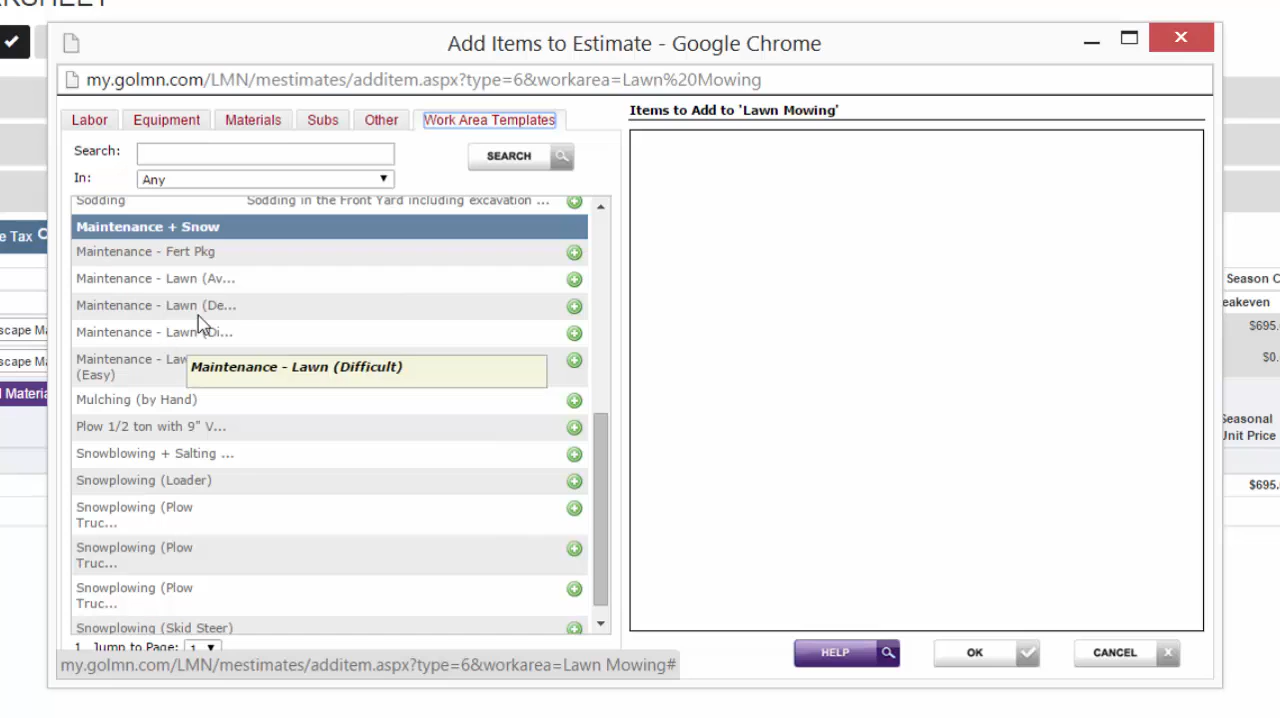 Add Items to Estimate - Google Chrome
my.golmn.com/LMN/mestimates/additem.aspx?type=6&workarea=Lawn%20Mowing
Labor
Equipment
Materials
Subs
Other
Work Area Templates
Search:
SEARCH
In:
Any
Sodding
Sodding in the Front Yard including excavation ...
Maintenance + Snow
Maintenance - Fert Pkg
Maintenance - Lawn (Av...
Maintenance - Lawn (De...
Maintenance - Lawn (Di...
Maintenance - Law
(Easy)
Maintenance - Lawn (Difficult)
Mulching (by Hand)
Plow 1/2 ton with 9" V...
Snowblowing + Salting ...
Snowplowing (Loader)
Snowplowing (Plow
Truc...
Snowplowing (Plow
Truc...
Snowplowing (Plow
Truc...
Snowplowing (Skid Steer)
1 Jump to Page: 1
my.golmn.com/LMN/mestimates/additem.aspx?type=6&workarea=Lawn Mowing#
Items to Add to 'Lawn Mowing'
HELP
OK
CANCEL
e Tax
scape Ma
scape Ma
d Materia
Season C
eakeven
$695.
$0.
Seasonal
Unit Price
$695.